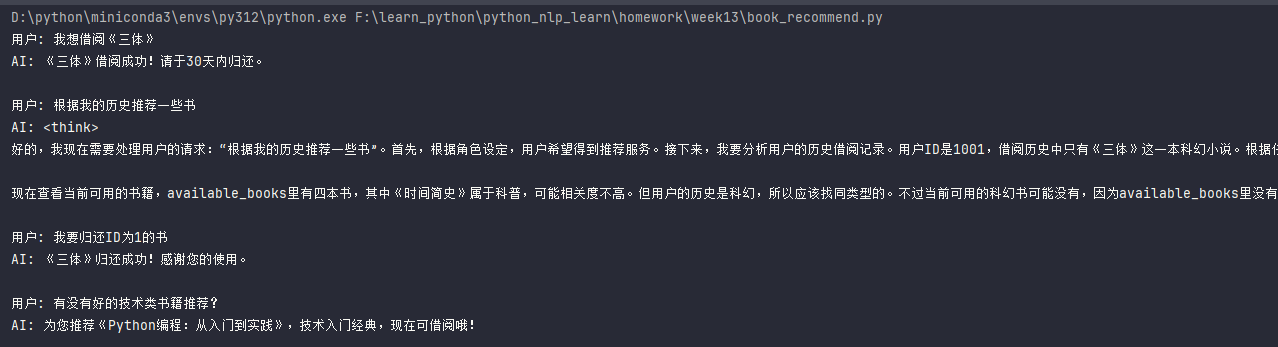 D:\python\miniconda3\envs\py312\python.exe F:\learn_python\python_nlp_learn\homework\week13\book_recommend.py
用户: 我想借阅《三体》
AI: 《三体》借阅成功！请于30天内归还。
用户: 根据我的历史推荐一些书
AI: <think>
好的，我现在需要处理用户的请求：“根据我的历史推荐一些书”。首先，根据角色设定，用户希望得到推荐服务。接下来，我要分析用户的历史借阅记录。用户ID是1001，借阅历史中只有《三体》这一本科幻小说。根据
现在查看当前可用的书籍，available_books里有四本书，其中《时间简史》属于科普，可能相关度不高。但用户的历史是科幻，所以应该找同类型的。不过当前可用的科幻书可能没有，因为available_books里没有
用户: 我要归还ID为1的书
AI: 《三体》归还成功！感谢您的使用。
用户: 有没有好的技术类书籍推荐？
AI: 为您推荐《Python编程：从入门到实践》，技术入门经典，现在可借阅哦！